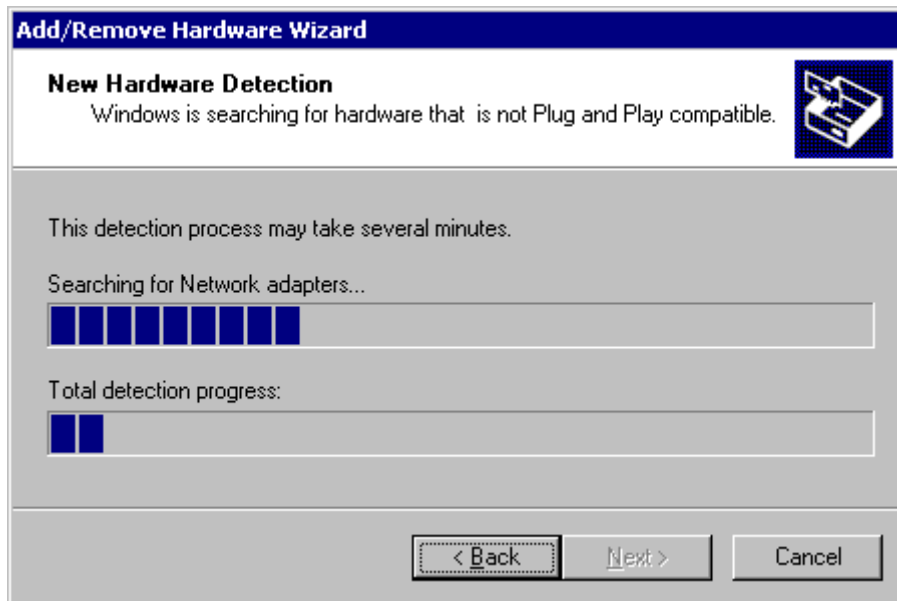 Add/Remove Hardware Wizard
New Hardware Detection
Windows is searching for hardware that  is not Plug and Play compatible.
This detection process may take several minutes.
Searching for Network adapters...
Total detection progress:
< Back
Next >
Cancel